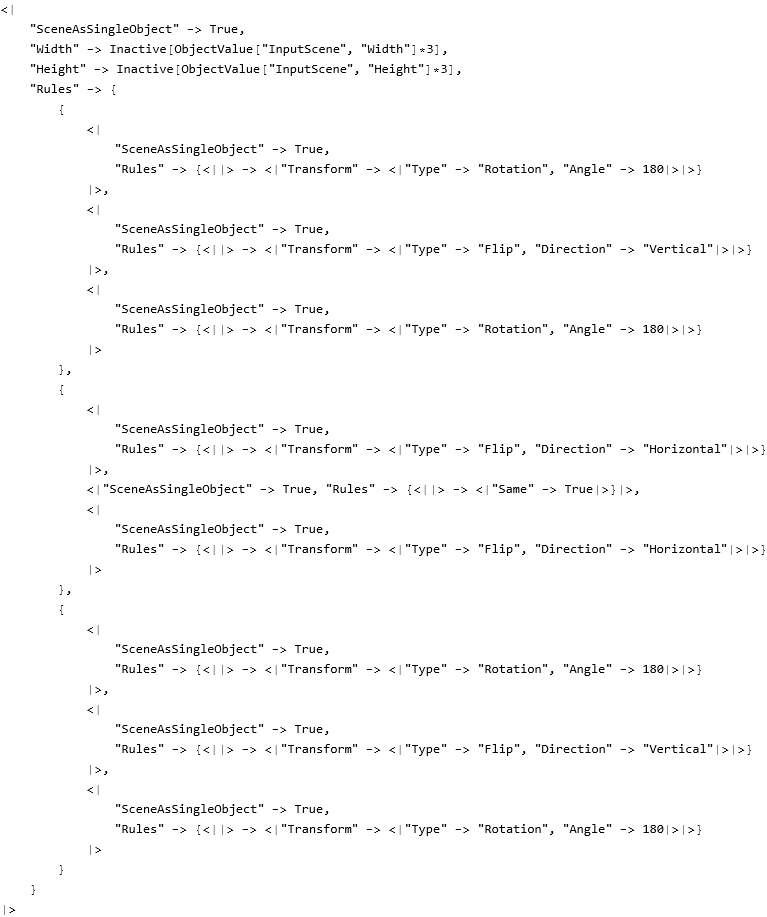 <|
    "SceneAsSingleObject" -> True,
    "Width" -> Inactive[ObjectValue["InputScene", "Width"]*3],
    "Height" -> Inactive[ObjectValue["InputScene", "Height"]*3],
    "Rules" -> {
        {
            <|
                "SceneAsSingleObject" -> True,
                "Rules" -> {<||> -> <|"Transform" -> <|"Type" -> "Rotation", "Angle" -> 180|>|>}
            |>,
            <|
                "SceneAsSingleObject" -> True,
                "Rules" -> {<||> -> <|"Transform" -> <|"Type" -> "Flip", "Direction" -> "Vertical"|>|>}
            |>,
            <|
                "SceneAsSingleObject" -> True,
                "Rules" -> {<||> -> <|"Transform" -> <|"Type" -> "Rotation", "Angle" -> 180|>|>}
            |>
        },
        {
            <|
                "SceneAsSingleObject" -> True,
                "Rules" -> {<||> -> <|"Transform" -> <|"Type" -> "Flip", "Direction" -> "Horizontal"|>|>}
            |>,
            <|"SceneAsSingleObject" -> True, "Rules" -> {<||> -> <|"Same" -> True|>}|>,
            <|
                "SceneAsSingleObject" -> True,
                "Rules" -> {<||> -> <|"Transform" -> <|"Type" -> "Flip", "Direction" -> "Horizontal"|>|>}
            |>
        },
        {
            <|
                "SceneAsSingleObject" -> True,
                "Rules" -> {<||> -> <|"Transform" -> <|"Type" -> "Rotation", "Angle" -> 180|>|>}
            |>,
            <|
                "SceneAsSingleObject" -> True,
                "Rules" -> {<||> -> <|"Transform" -> <|"Type" -> "Flip", "Direction" -> "Vertical"|>|>}
            |>,
            <|
                "SceneAsSingleObject" -> True,
                "Rules" -> {<||> -> <|"Transform" -> <|"Type" -> "Rotation", "Angle" -> 180|>|>}
            |>
        }
    }
|>